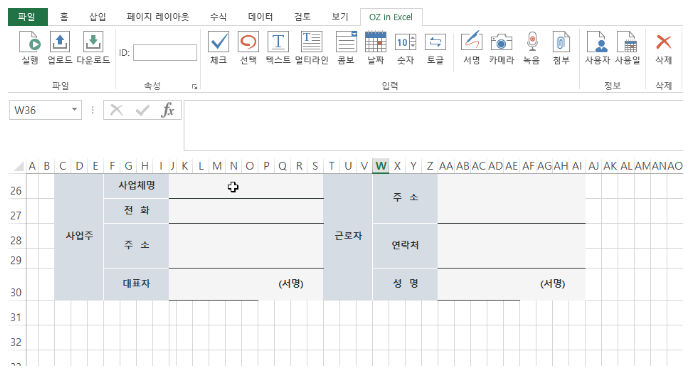 파일 홈 삽입 페이지 레이아웃 수식 데이터 검토 보기 OZ in Excel
ID:
10
실행 업로드 다운로드 체크 선택 텍스트 멀티라인 콤보 날짜 숫자 토글 서명 카메라 녹음 첨부 사용자 사용일 삭제
파일 속성 입력 정보 삭제
W36 fx
A B C D E F G H I J K L M N O P Q R S T U V W X Y Z AA AB AC AD AE AF AG AH AI AJ AK AL AM AN AO
26 사업체명 주 소
27 전 화
28 사업주 주 소 근로자 연락처
29
30 대표자 (서명) 성 명 (서명)
31
32
33